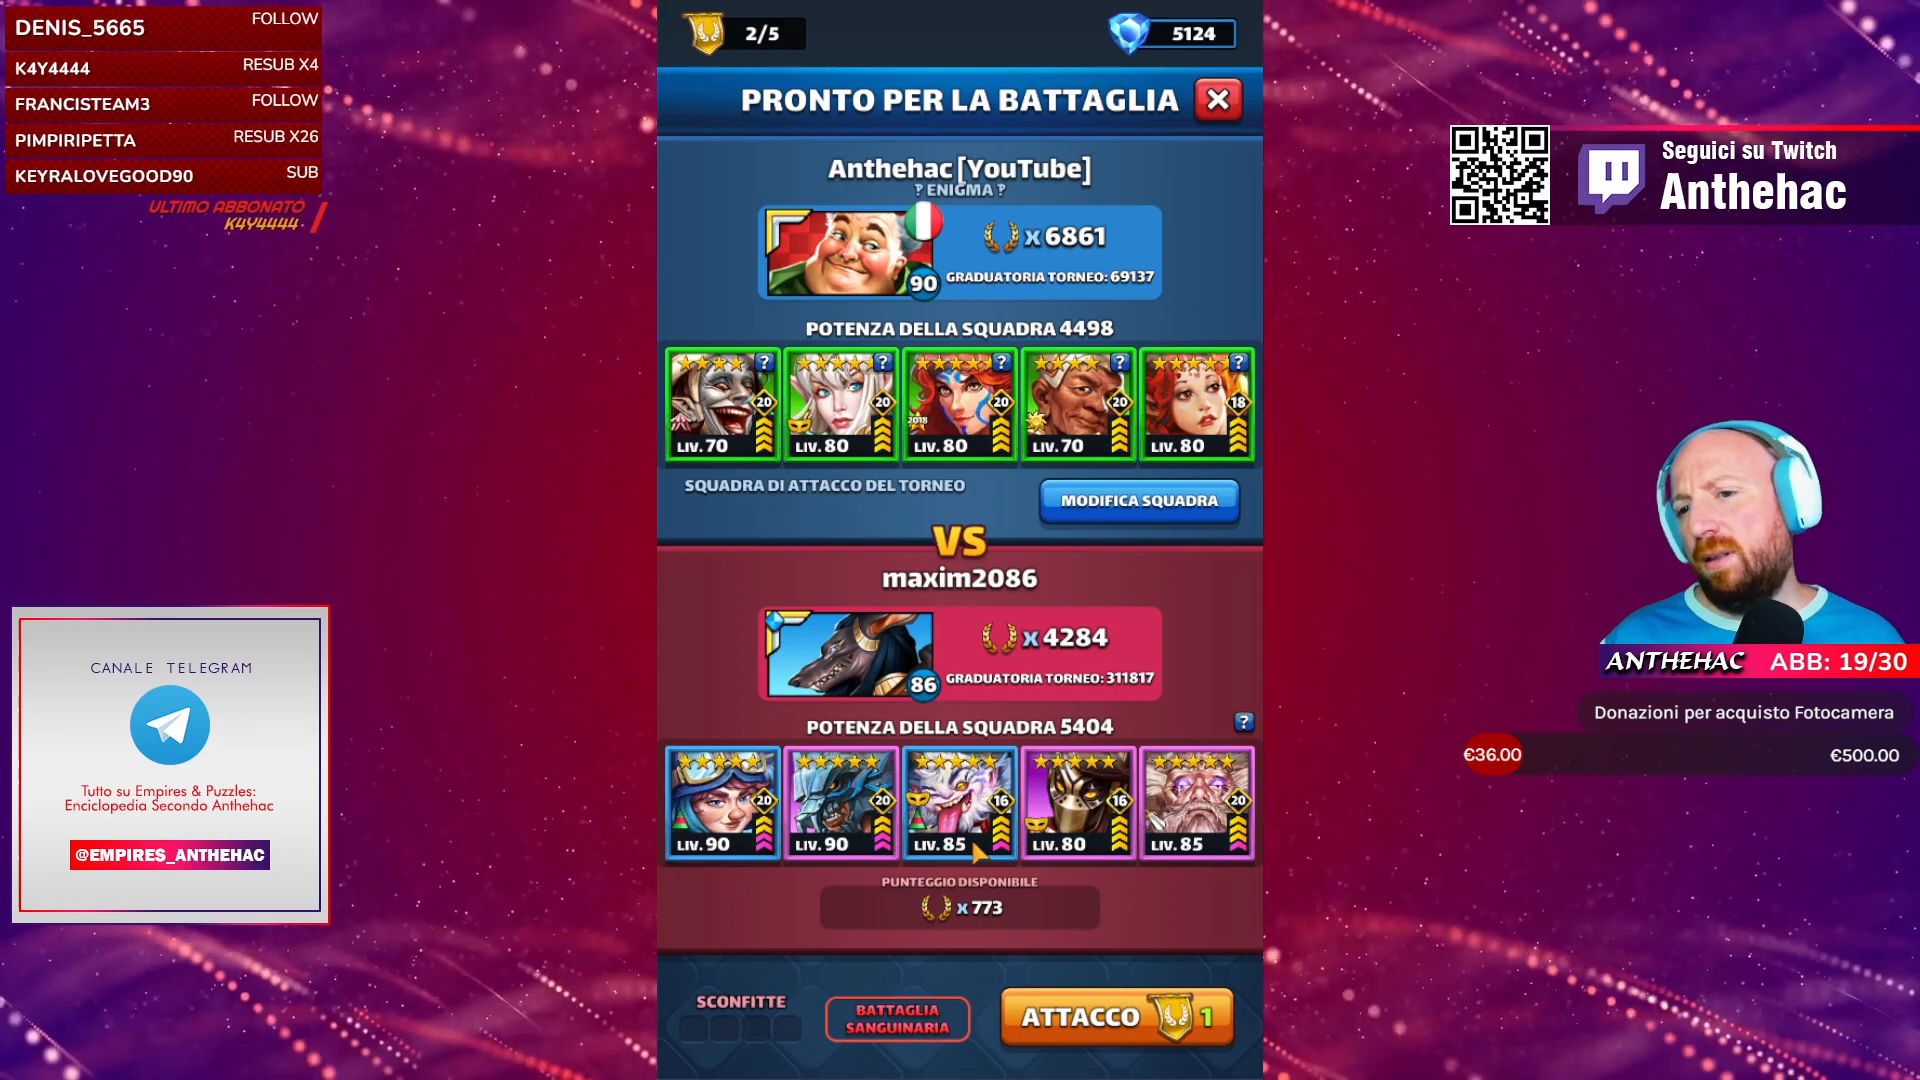 DENIS_5665 FOLLOW
K4Y4444 RESUB X4
FRANCISTEAM3 FOLLOW
PIMPIRIPETTA RESUB X26
KEYRALOVEGOOD90 SUB
ULTIMO ABBONATO
K4Y4444
CANALE TELEGRAM
Tutto su Empires & Puzzles:
Enciclopedia Secondo Anthehac
@EMPIRES_ANTHEHAC
2/5
5124
PRONTO PER LA BATTAGLIA
Anthehac [YouTube]
? ENIGMA ?
x 6861
90
GRADUATORIA TORNEO: 69137
POTENZA DELLA SQUADRA 4498
? ? ? ? ?
20 20 20 20 18
2018
LIV. 70 LIV. 80 LIV. 80 LIV. 70 LIV. 80
SQUADRA DI ATTACCO DEL TORNEO
MODIFICA SQUADRA
VS
maxim2086
x 4284
86
GRADUATORIA TORNEO: 311817
POTENZA DELLA SQUADRA 5404
?
20 20 16 16 20
LIV. 90 LIV. 90 LIV. 85 LIV. 80 LIV. 85
PUNTEGGIO DISPONIBILE
x 773
SCONFITTE
BATTAGLIA
SANGUINARIA
ATTACCO 1
Seguici su Twitch
Anthehac
ANTHEHAC ABB: 19/30
Donazioni per acquisto Fotocamera
€36.00 €500.00